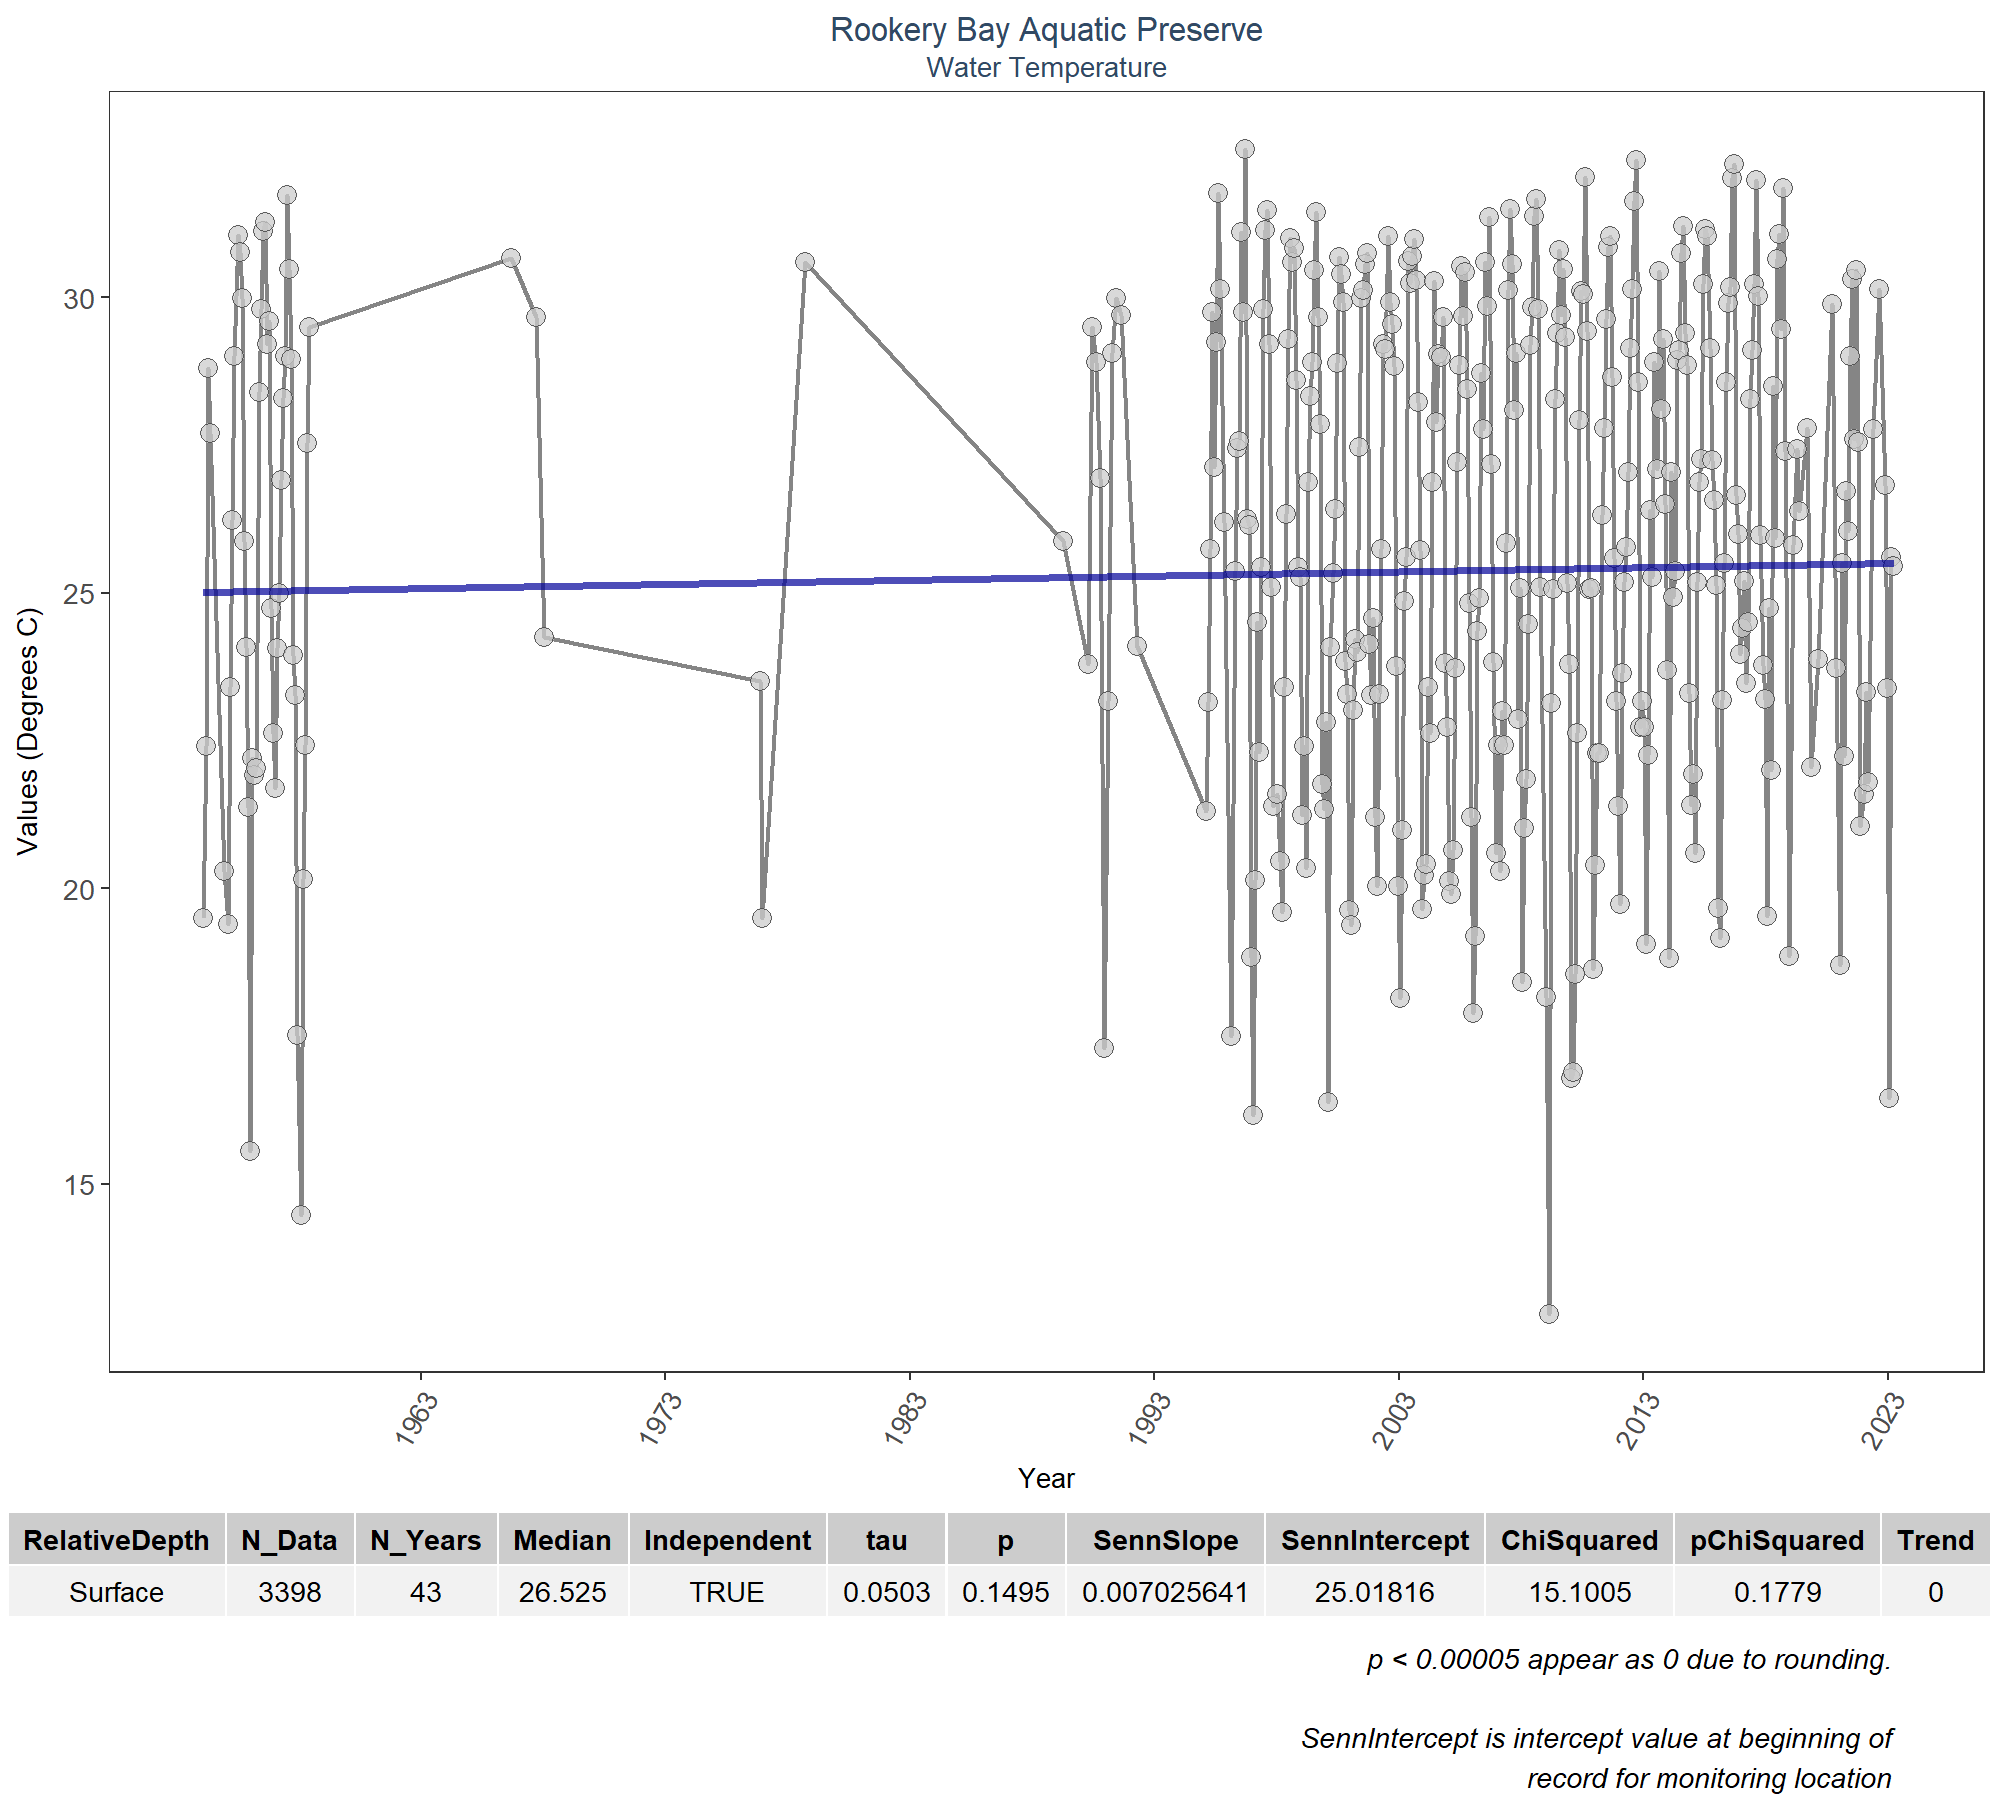 Rookery Bay Aquatic Preserve
Water Temperature
Values (Degrees C)
30
25
20
15
1963
1973
1983
1993
2003
2013
2023
Year
RelativeDepth N_Data N_Years Median Independent tau p SennSlope SennIntercept ChiSquared pChiSquared Trend
Surface 3398 43 26.525 TRUE 0.0503 0.1495 0.007025641 25.01816 15.1005 0.1779 0
p < 0.00005 appear as 0 due to rounding.
SennIntercept is intercept value at beginning of
record for monitoring location